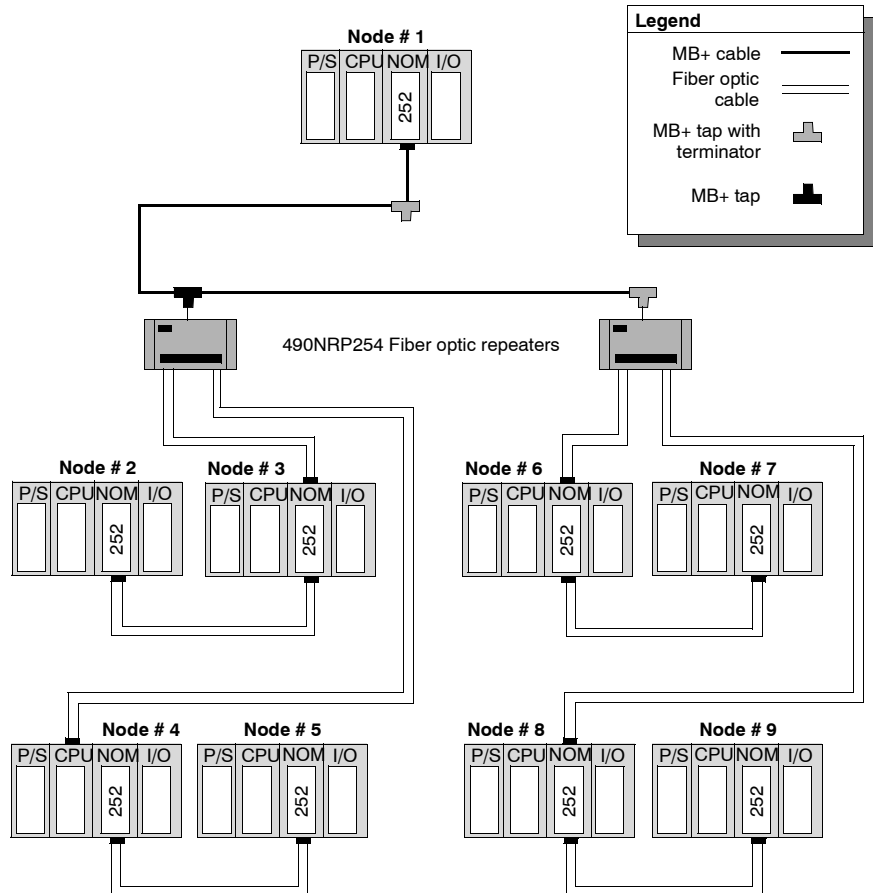 Node # 1
P/S CPU NOM I/O
252
Legend
MB+ cable
Fiber optic
cable
MB+ tap with
terminator
MB+ tap
490NRP254 Fiber optic repeaters
Node # 2
P/S CPU NOM I/O
252
Node # 3
P/S CPU NOM I/O
252
Node # 6
P/S CPU NOM I/O
252
Node # 7
P/S CPU NOM I/O
252
Node # 4
P/S CPU NOM I/O
252
Node # 5
P/S CPU NOM I/O
252
Node # 8
P/S CPU NOM I/O
252
Node # 9
P/S CPU NOM I/O
252